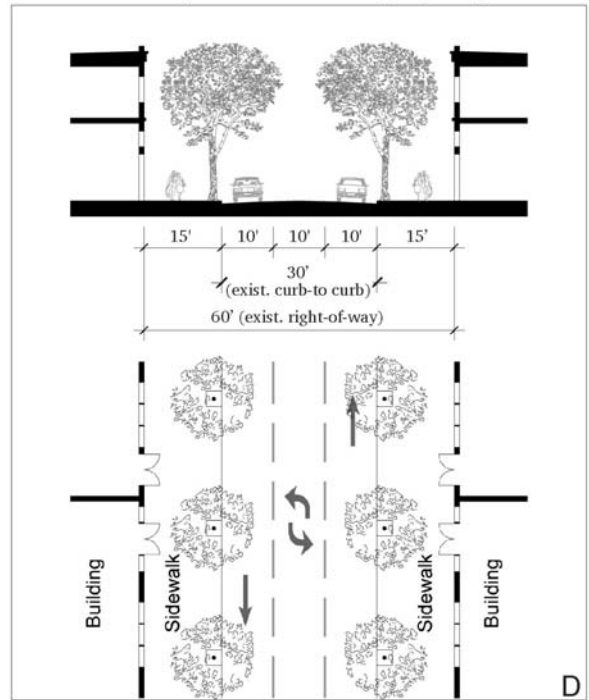 15' 10' 10' 10' 15'
30'
(exist. curb-to curb)
60' (exist. right-of-way)
Building
Sidewalk
Sidewalk
Building
D